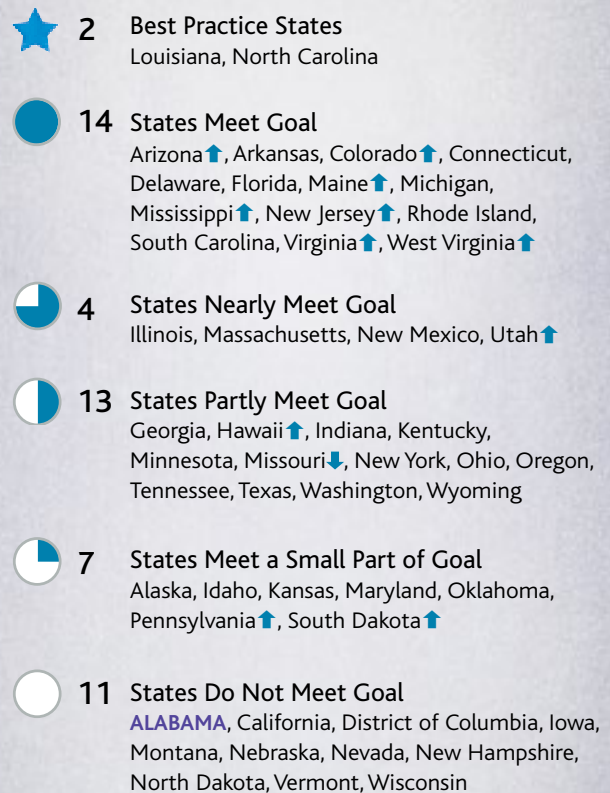 2 Best Practice States
Louisiana, North Carolina
14 States Meet Goal
Arizona⬆, Arkansas, Colorado⬆, Connecticut,
Delaware, Florida, Maine⬆, Michigan,
Mississippi⬆, New Jersey⬆, Rhode Island,
South Carolina, Virginia⬆, West Virginia⬆
4 States Nearly Meet Goal
Illinois, Massachusetts, New Mexico, Utah⬆
13 States Partly Meet Goal
Georgia, Hawaii⬆, Indiana, Kentucky,
Minnesota, Missouri⬇, New York, Ohio, Oregon,
Tennessee, Texas, Washington, Wyoming
7 States Meet a Small Part of Goal
Alaska, Idaho, Kansas, Maryland, Oklahoma,
Pennsylvania⬆, South Dakota⬆
11 States Do Not Meet Goal
ALABAMA, California, District of Columbia, Iowa,
Montana, Nebraska, Nevada, New Hampshire,
North Dakota, Vermont, Wisconsin